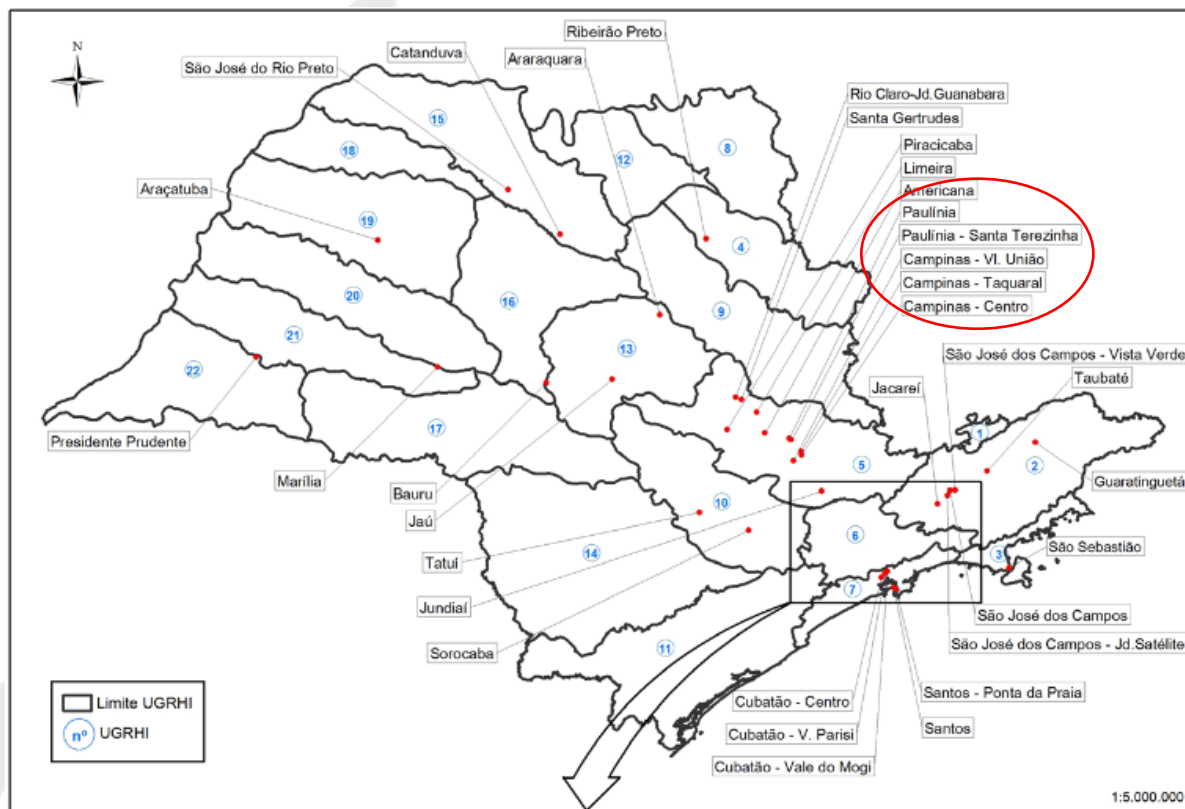 N
Ribeirão Preto
Catanduva
Araraquara
São José do Rio Preto
Rio Claro-Jd.Guanabara
Santa Gertrudes
Piracicaba
Limeira
Americana
Paulínia
Paulínia - Santa Terezinha
Campinas - Vl. União
Campinas - Taquaral
Campinas - Centro
Araçatuba
15
18
12
8
19
4
20
16
9
21
13
22
17
São José dos Campos - Vista Verde
Taubaté
Jacareí
1
2
5
Presidente Prudente
Marília
Bauru
Jaú
Guaratinguetá
10
6
3
14
São Sebastião
7
Tatuí
Jundiaí
Sorocaba
11
São José dos Campos
São José dos Campos - Jd.Satélite
Santos - Ponta da Praia
Santos
Cubatão - Centro
Cubatão - V. Parisi
Cubatão - Vale do Mogi
Limite UGRHI
nº UGRHI
1:5.000.000